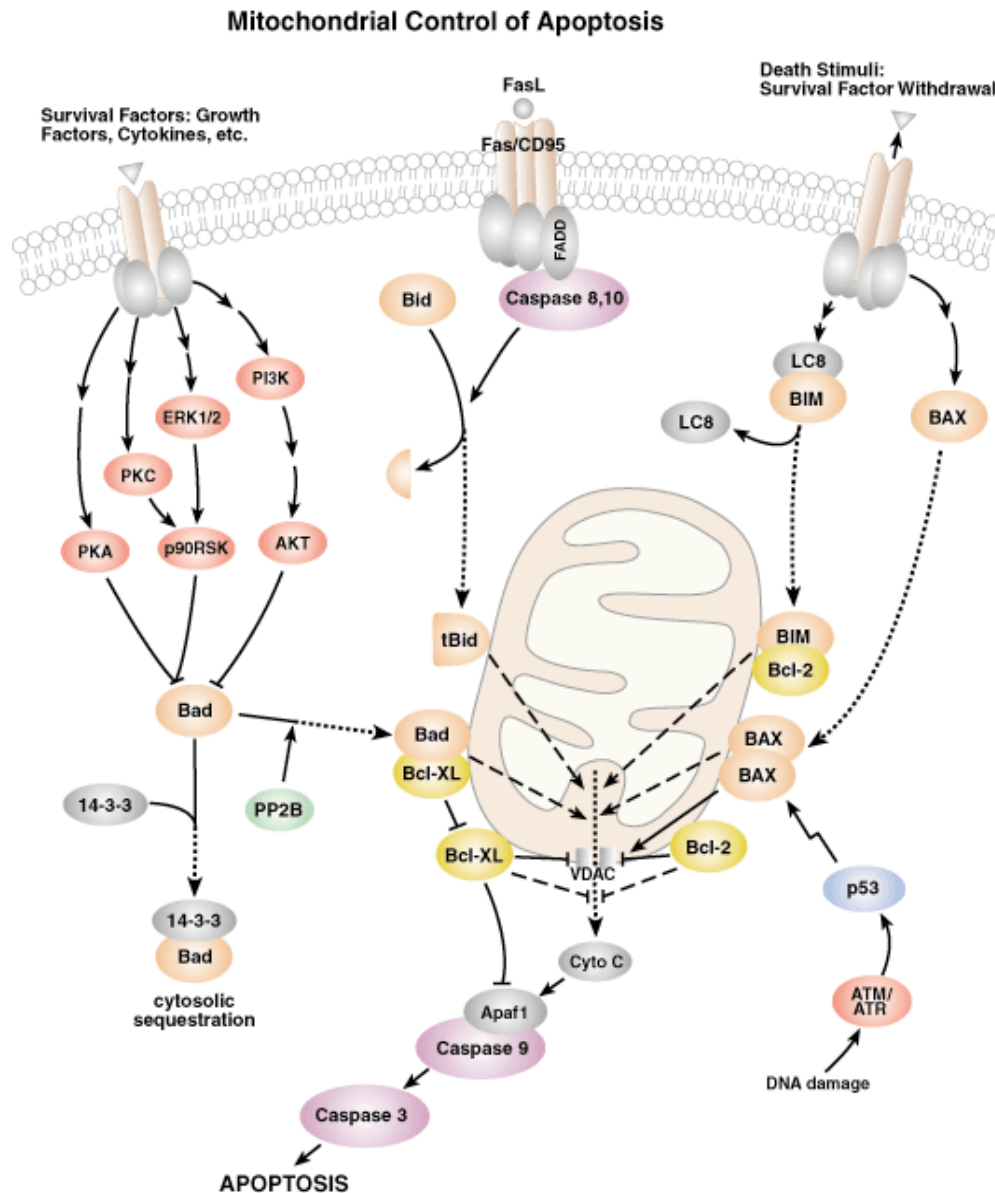 Mitochondrial Control of Apoptosis
Survival Factors: Growth
Factors, Cytokines, etc.
FasL
Fas/CD95
FADD
Death Stimuli:
Survival Factor Withdrawal
Bid
Caspase 8,10
PI3K
ERK1/2
PKC
PKA
p90RSK
AKT
LC8
BIM
LC8
BAX
tBid
BIM
Bcl-2
Bad
Bad
Bcl-XL
BAX
BAX
14-3-3
PP2B
Bcl-XL
VDAC
Bcl-2
p53
14-3-3
Bad
cytosolic
sequestration
Cyto C
Apaf1
Caspase 9
ATM/
ATR
DNA damage
Caspase 3
APOPTOSIS